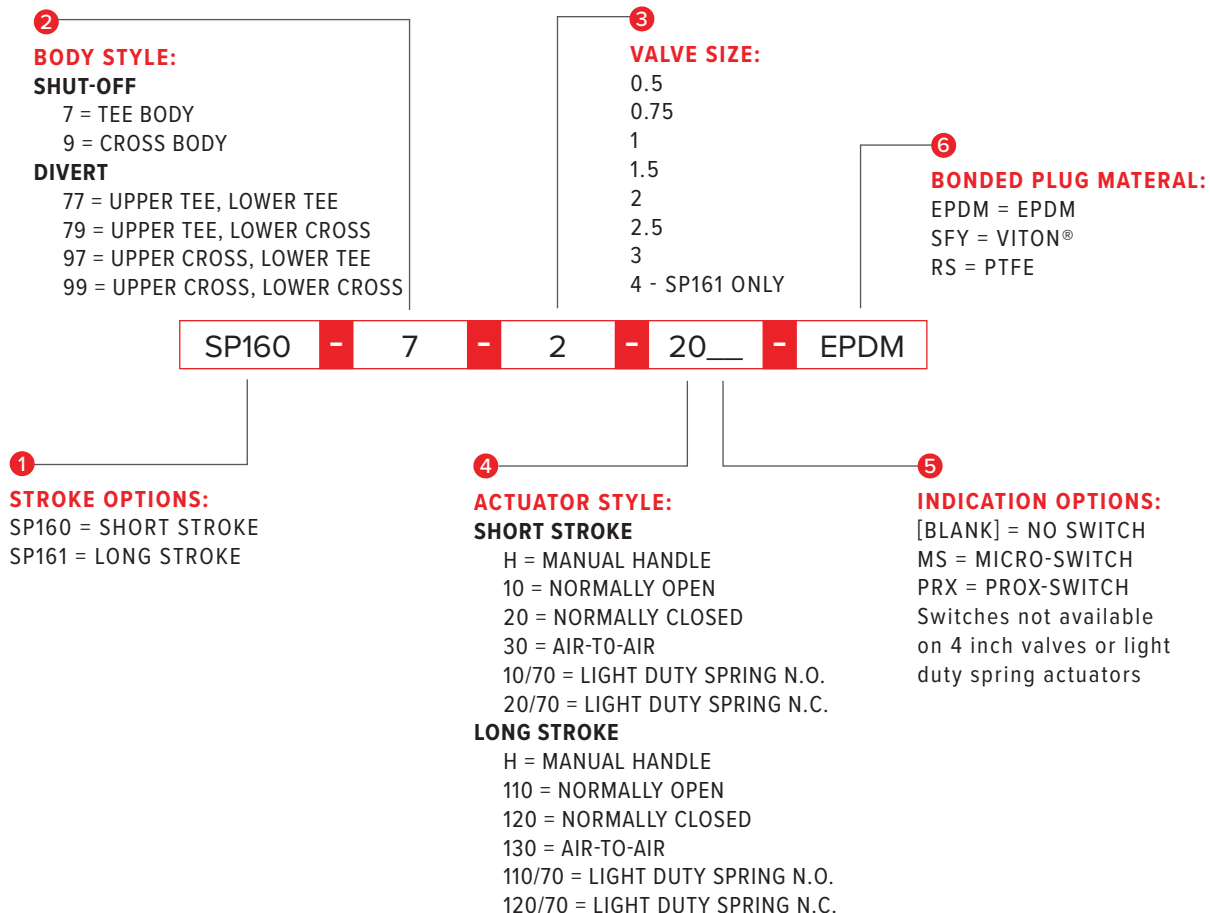 2
BODY STYLE:
SHUT-OFF
7 = TEE BODY
9 = CROSS BODY
DIVERT
77 = UPPER TEE, LOWER TEE
79 = UPPER TEE, LOWER CROSS
97 = UPPER CROSS, LOWER TEE
99 = UPPER CROSS, LOWER CROSS
3
VALVE SIZE:
0.5
0.75
1
1.5
2
2.5
3
4 - SP161 ONLY
6
BONDED PLUG MATERAL:
EPDM = EPDM
SFY = VITON®
RS = PTFE
SP160 - 7 - 2 - 20__ - EPDM
1
STROKE OPTIONS:
SP160 = SHORT STROKE
SP161 = LONG STROKE
4
ACTUATOR STYLE:
SHORT STROKE
H = MANUAL HANDLE
10 = NORMALLY OPEN
20 = NORMALLY CLOSED
30 = AIR-T0-AIR
10/70 = LIGHT DUTY SPRING N.O.
20/70 = LIGHT DUTY SPRING N.C.
LONG STROKE
H = MANUAL HANDLE
110 = NORMALLY OPEN
120 = NORMALLY CLOSED
130 = AIR-TO-AIR
110/70 = LIGHT DUTY SPRING N.O.
120/70 = LIGHT DUTY SPRING N.C.
5
INDICATION OPTIONS:
[BLANK] = NO SWITCH
MS = MICRO-SWITCH
PRX = PROX-SWITCH
Switches not available
on 4 inch valves or light
duty spring actuators